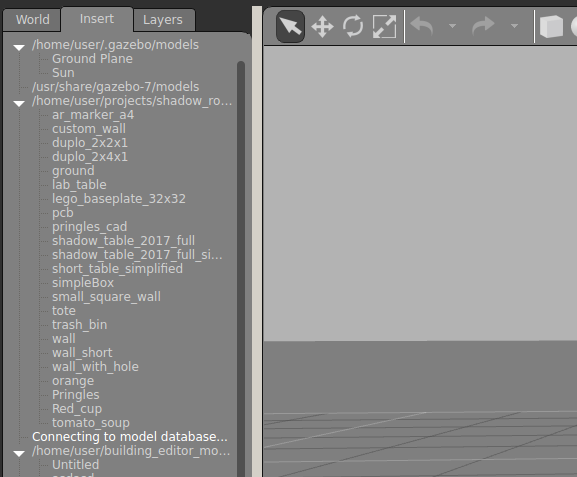 World Insert Layers
/home/user/.gazebo/models
Ground Plane
Sun
/usr/share/gazebo-7/models
/home/user/projects/shadow_ro...
ar_marker_a4
custom_wall
duplo_2x2x1
duplo_2x4x1
ground
lab_table
lego_baseplate_32x32
pcb
pringles_cad
shadow_table_2017_full
shadow_table_2017_full_si...
short_table_simplified
simpleBox
small_square_wall
tote
trash_bin
wall
wall_short
wall_with_hole
orange
Pringles
Red_cup
tomato_soup
Connecting to model database...
/home/user/building_editor_mo...
Untitled